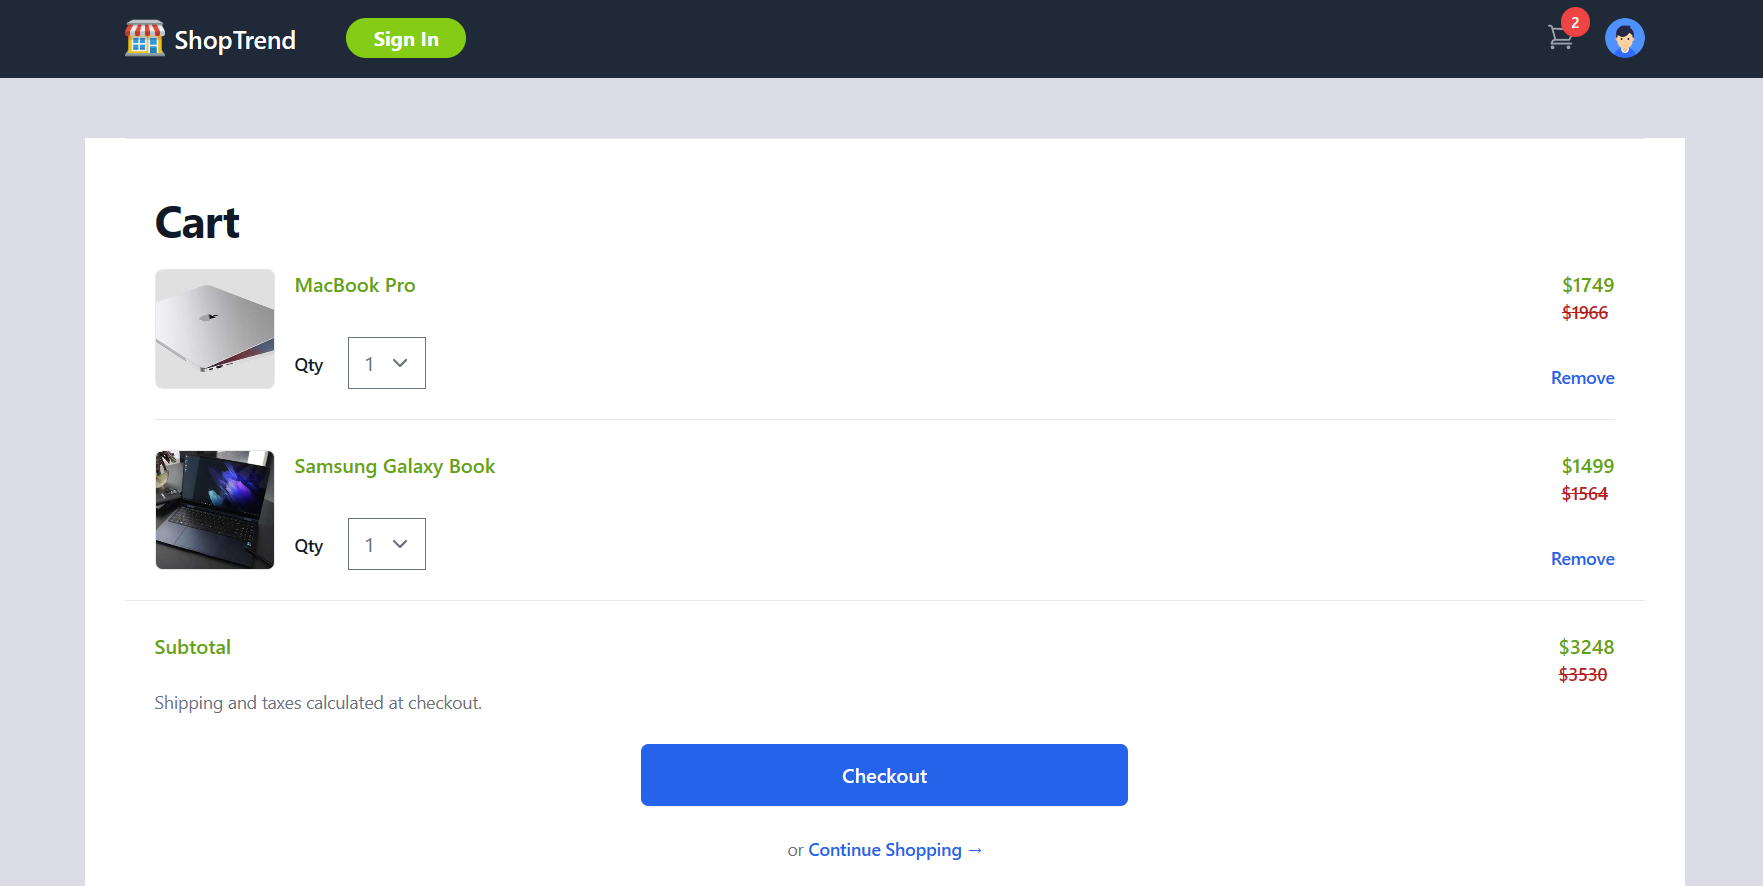 ShopTrend
Sign In
2
Cart
MacBook Pro
$1749
$1966
Qty
1
Remove
Samsung Galaxy Book
$1499
$1564
Qty
1
Remove
Subtotal
$3248
$3530
Shipping and taxes calculated at checkout.
Checkout
or Continue Shopping →